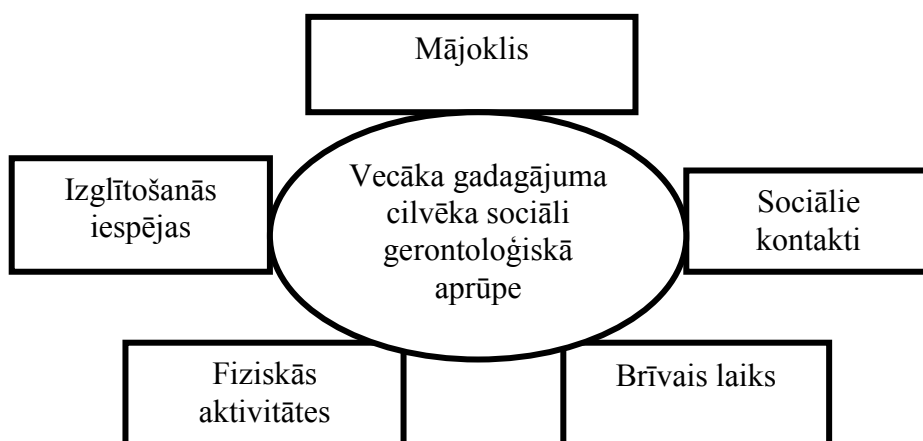 Mājoklis
Izglītošanās
iespējas
Vecāka gadagājuma
cilvēka sociāli
gerontoloģiskā
aprūpe
Sociālie
kontakti
Fiziskās
aktivitātes
Brīvais laiks